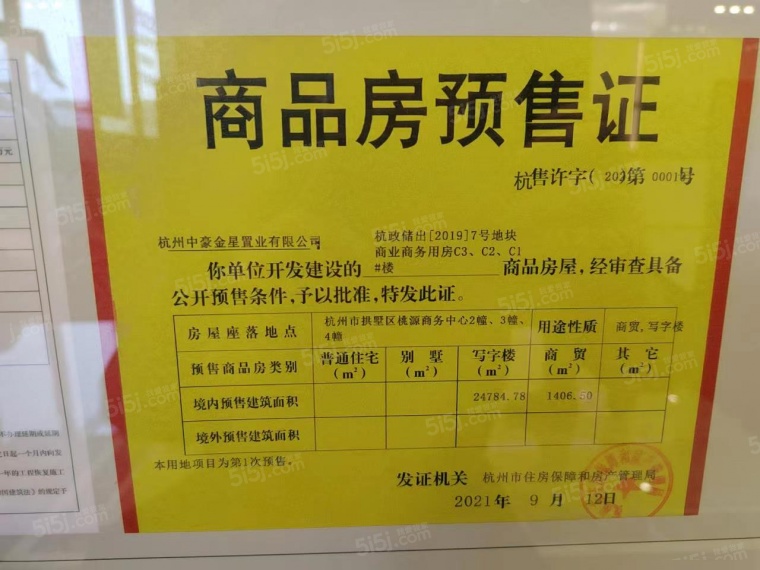 商品房预售证
杭售许字(2020)第0001号
杭州中豪金星置业有限公司
杭政储出[2019]7号地块
商业商务用房C3、C2、C1
你单位开发建设的 #楼 商品房屋,经审查具备
公开预售条件,予以批准,特发此证。
房屋座落地点 杭州市拱墅区桃源商务中心2幢、3幢、4幢 用途性质 商贸,写字楼
预售商品房类别 普通住宅(m²) 别墅(m²) 写字楼(m²) 商贸(m²) 其它(m²)
境内预售建筑面积 24784.78 1406.50
境外预售建筑面积
本用地项目为第1次预售。
发证机关 杭州市住房保障和房产管理局
2021年 9月 12日